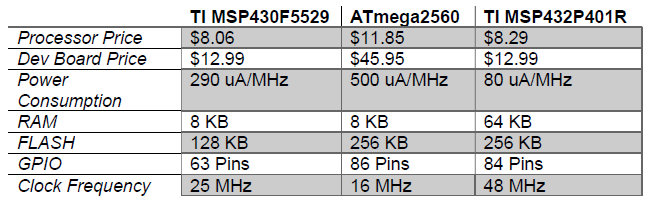 TI MSP430F5529 ATmega2560 TI MSP432P401R
Processor Price $8.06 $11.85 $8.29
Dev Board Price $12.99 $45.95 $12.99
Power 290 uA/MHz 500 uA/MHz 80 uA/MHz
Consumption
RAM 8 KB 8 KB 64 KB
FLASH 128 KB 256 KB 256 KB
GPIO 63 Pins 86 Pins 84 Pins
Clock Frequency 25 MHz 16 MHz 48 MHz